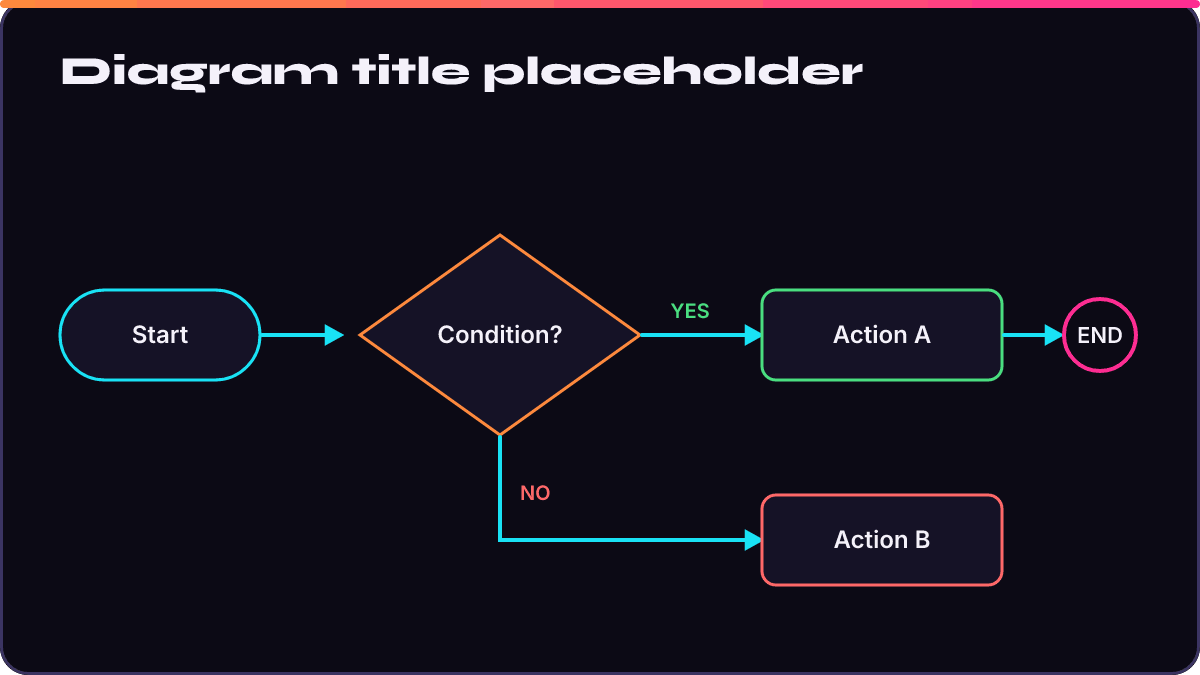 Diagram title placeholder
Start
Condition?
YES
Action A
END
NO
Action B